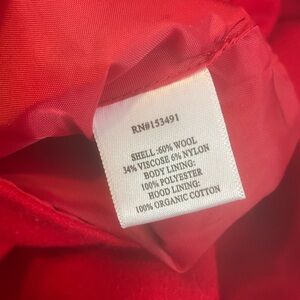 RN#153491
SHELL :60% WOOL
34% VISCOSE 6% NYLON
BODY LINING:
100% POLYESTER
HOOD LINING:
100% ORGANIC COTTON